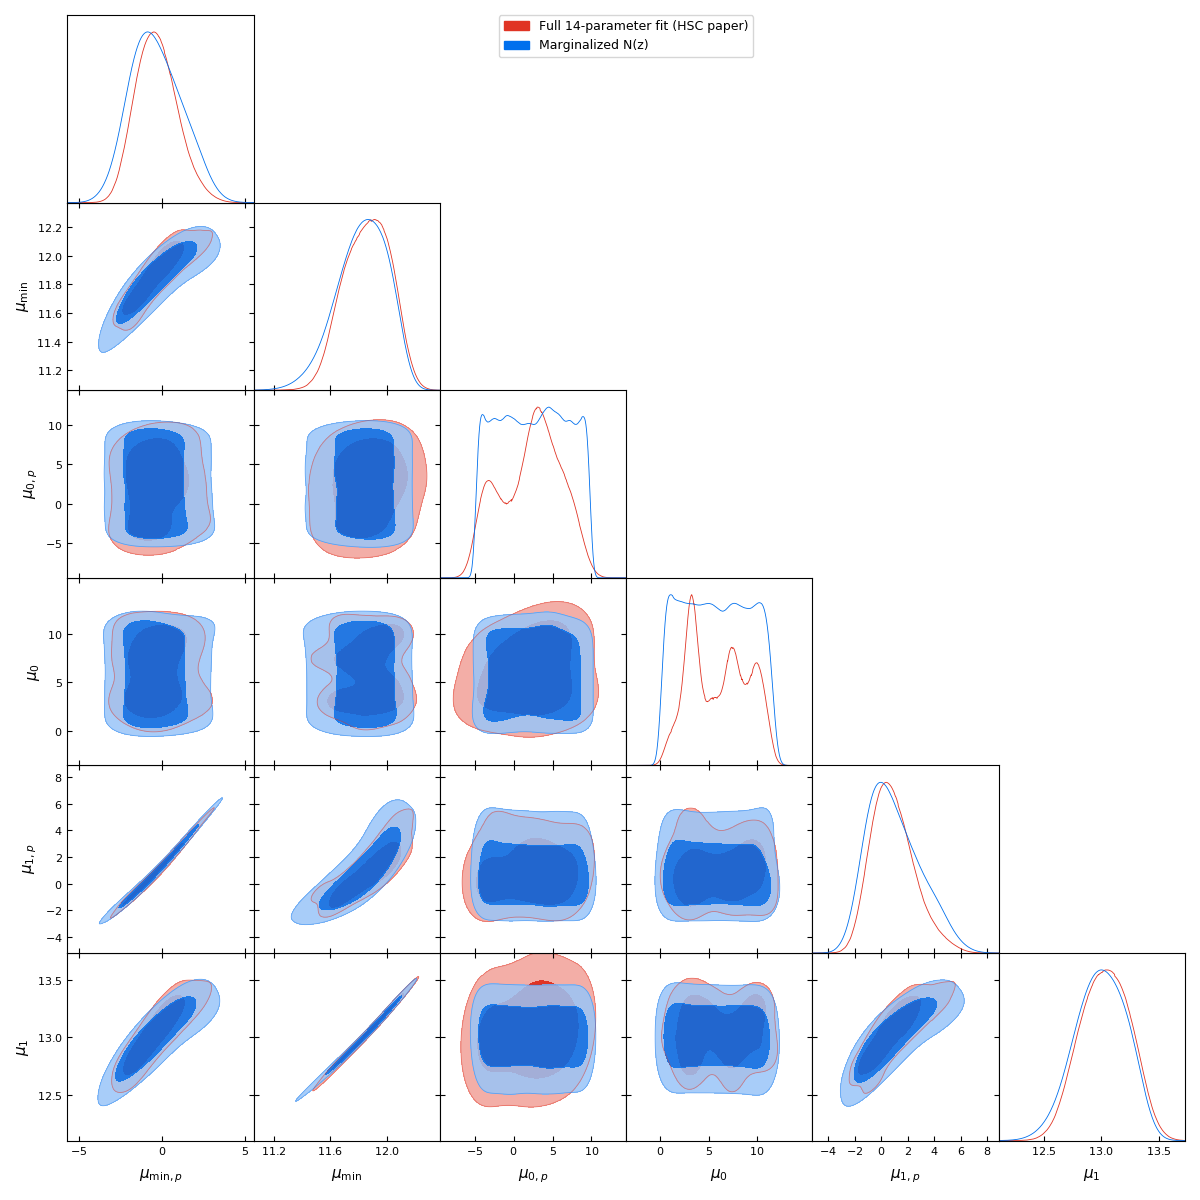 Full 14-parameter fit (HSC paper)
Marginalized N(z)
12.2
12.0
11.8
11.6
11.4
11.2
μmin
10
5
0
−5
μ0, p
10
5
0
μ0
8
6
4
2
0
−2
−4
μ1, p
13.5
13.0
12.5
μ1
−5 0 5 11.2 11.6 12.0 −5 0 5 10 0 5 10 −4 −2 0 2 4 6 8 12.5 13.0 13.5
μmin, p μmin μ0, p μ0 μ1, p μ1